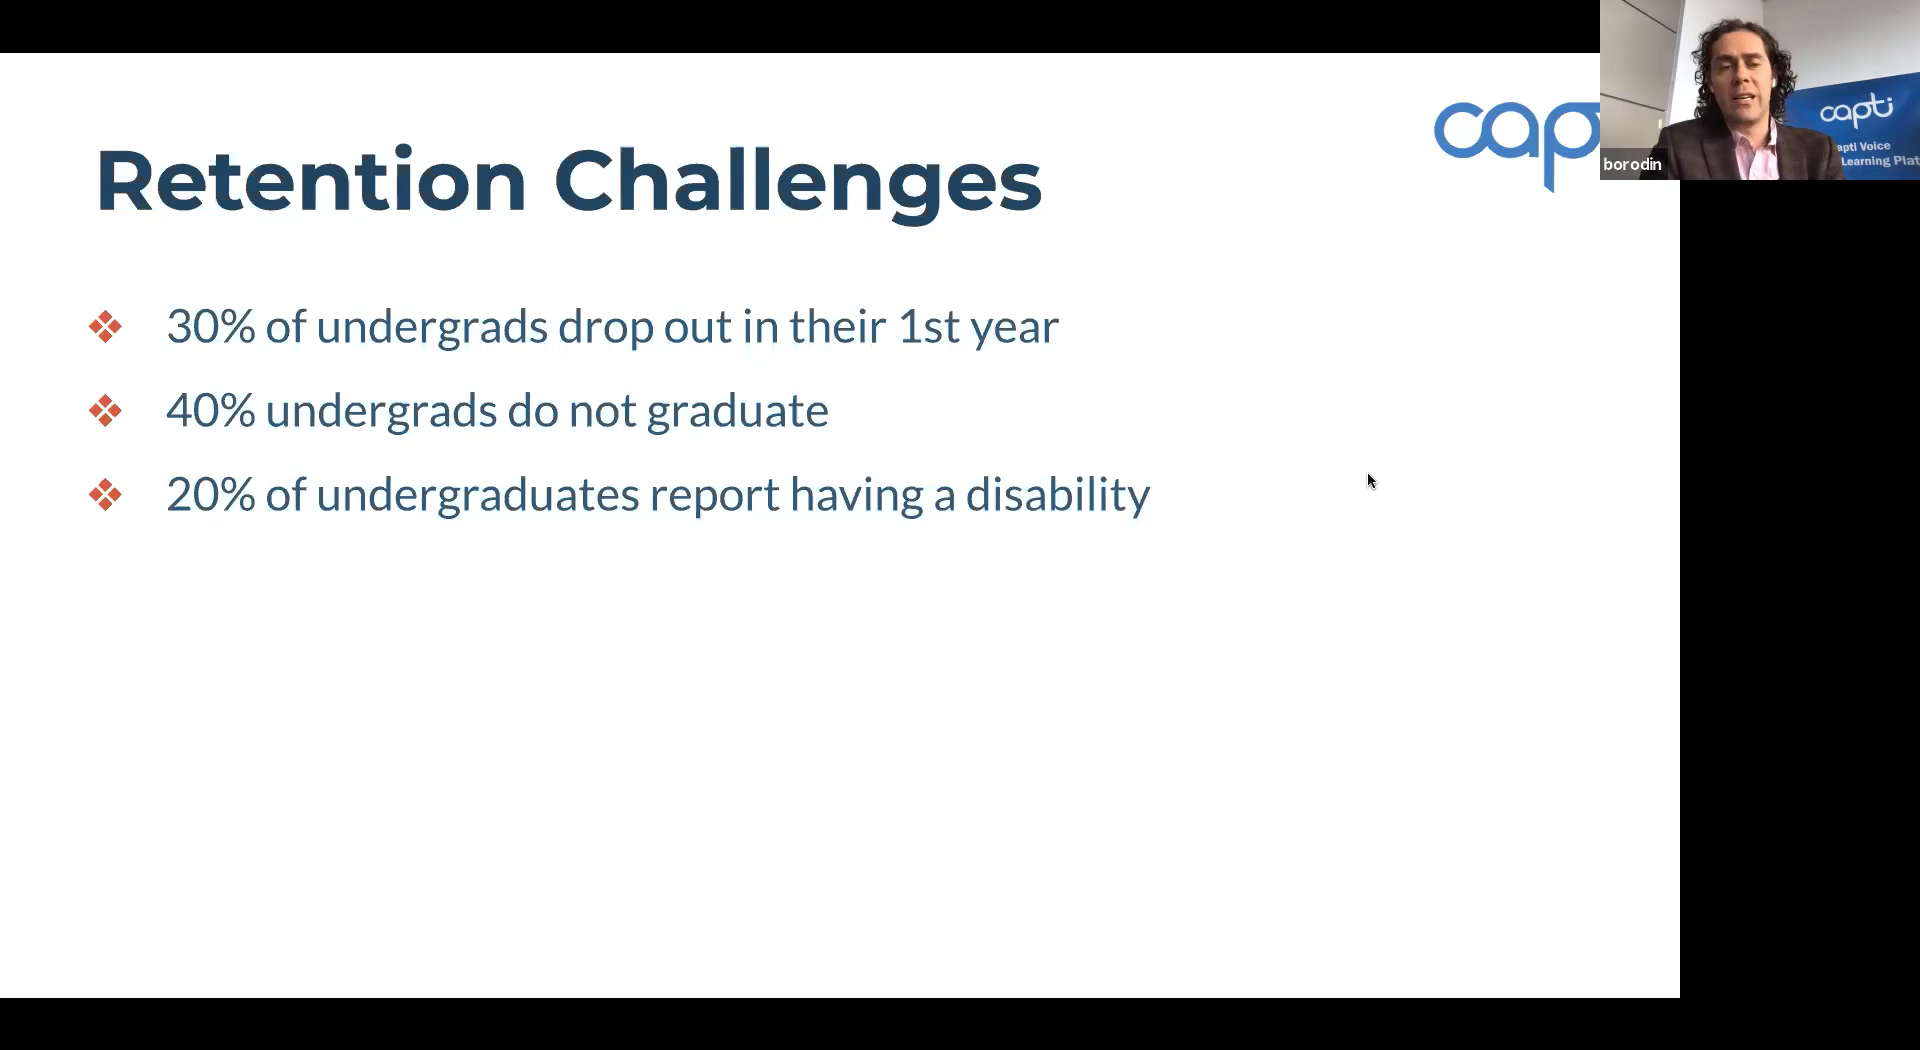 Retention Challenges
30% of undergrads drop out in their 1st year
40% undergrads do not graduate
20% of undergraduates report having a disability
cap
capti
apti Voice
Learning Plat
borodin